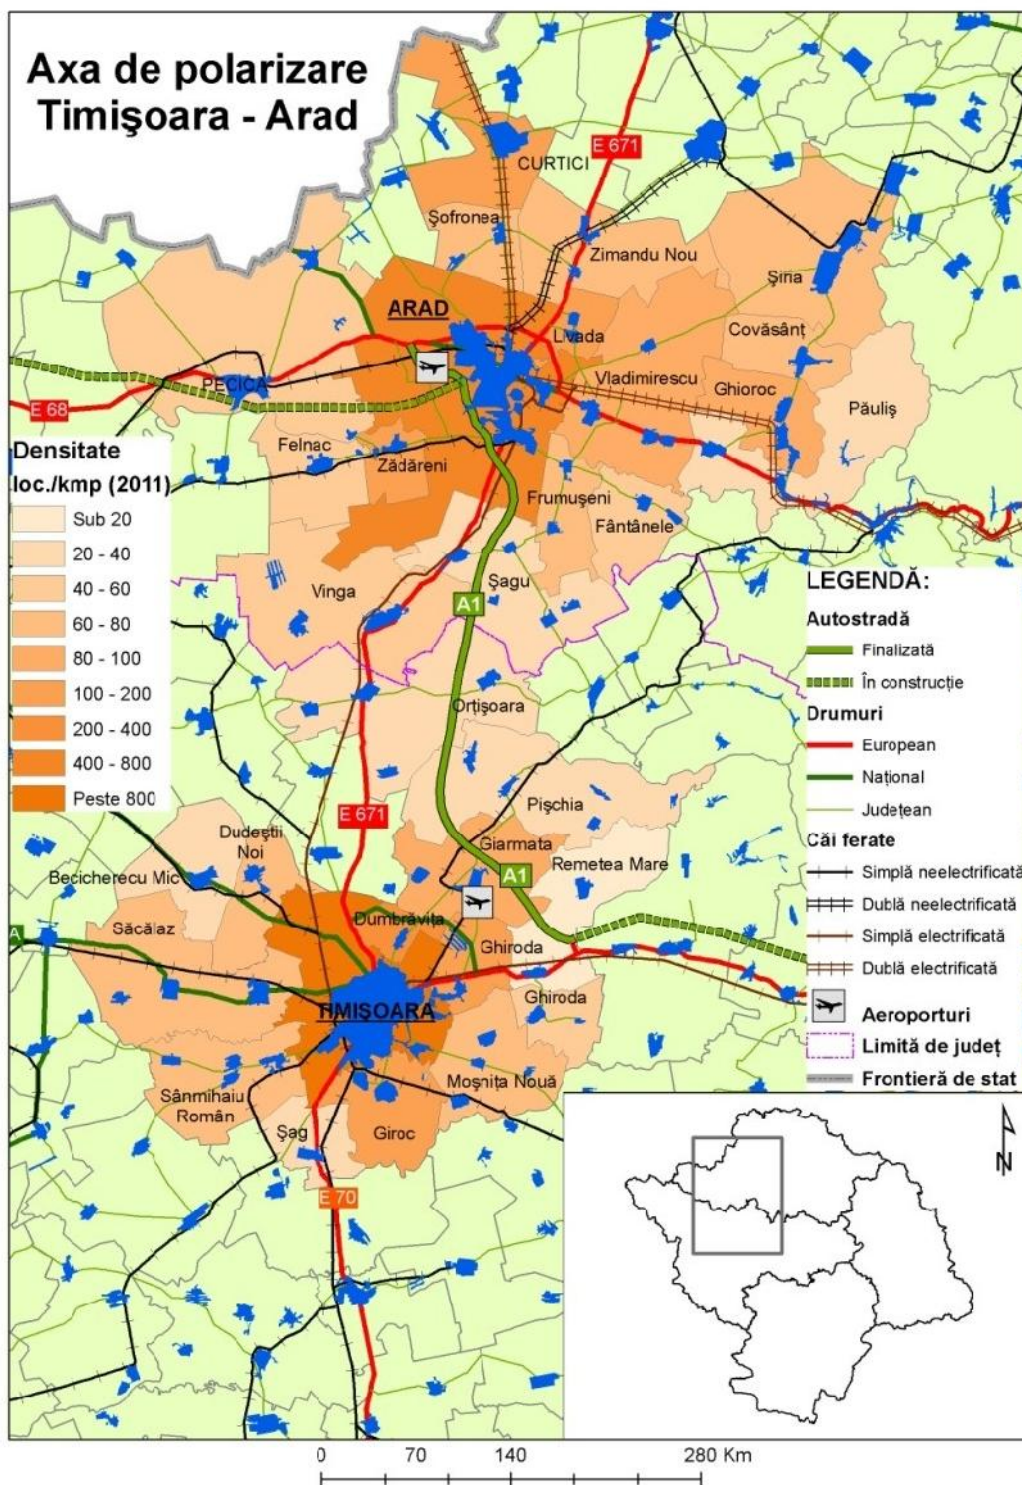 Axa de polarizare
Timişoara - Arad
E 671
CURTICI
Şofronea
Zimandu Nou
Şiria
ARAD
Livada
Covăsânţ
Vladimirescu
Ghioroc
PECICA
Păuliş
E 68
Felnac
Zădăreni
Frumuşeni
Fântânele
Densitate
loc./kmp (2011)
Sub 20
20 - 40
40 - 60
60 - 80
80 - 100
100 - 200
200 - 400
400 - 800
Peste 800
Vinga
Şagu
A1
Orţişoara
E 671
Pişchia
Giarmata
Remetea Mare
A1
Dudeştii
Noi
Becicherecu Mic
Săcălaz
Dumbrăviţa
Ghiroda
Ghiroda
TIMIŞOARA
Moşniţa Nouă
Sânmihaiu
Român
Şag
Giroc
E 70
A
LEGENDĂ:
Autostradă
Finalizată
În construcţie
Drumuri
European
Naţional
Judeţean
Căi ferate
Simplă neelectrificată
Dublă neelectrificată
Simplă electrificată
Dublă electrificată
Aeroporturi
Limită de judeţ
Frontieră de stat
N
0 70 140 280 Km